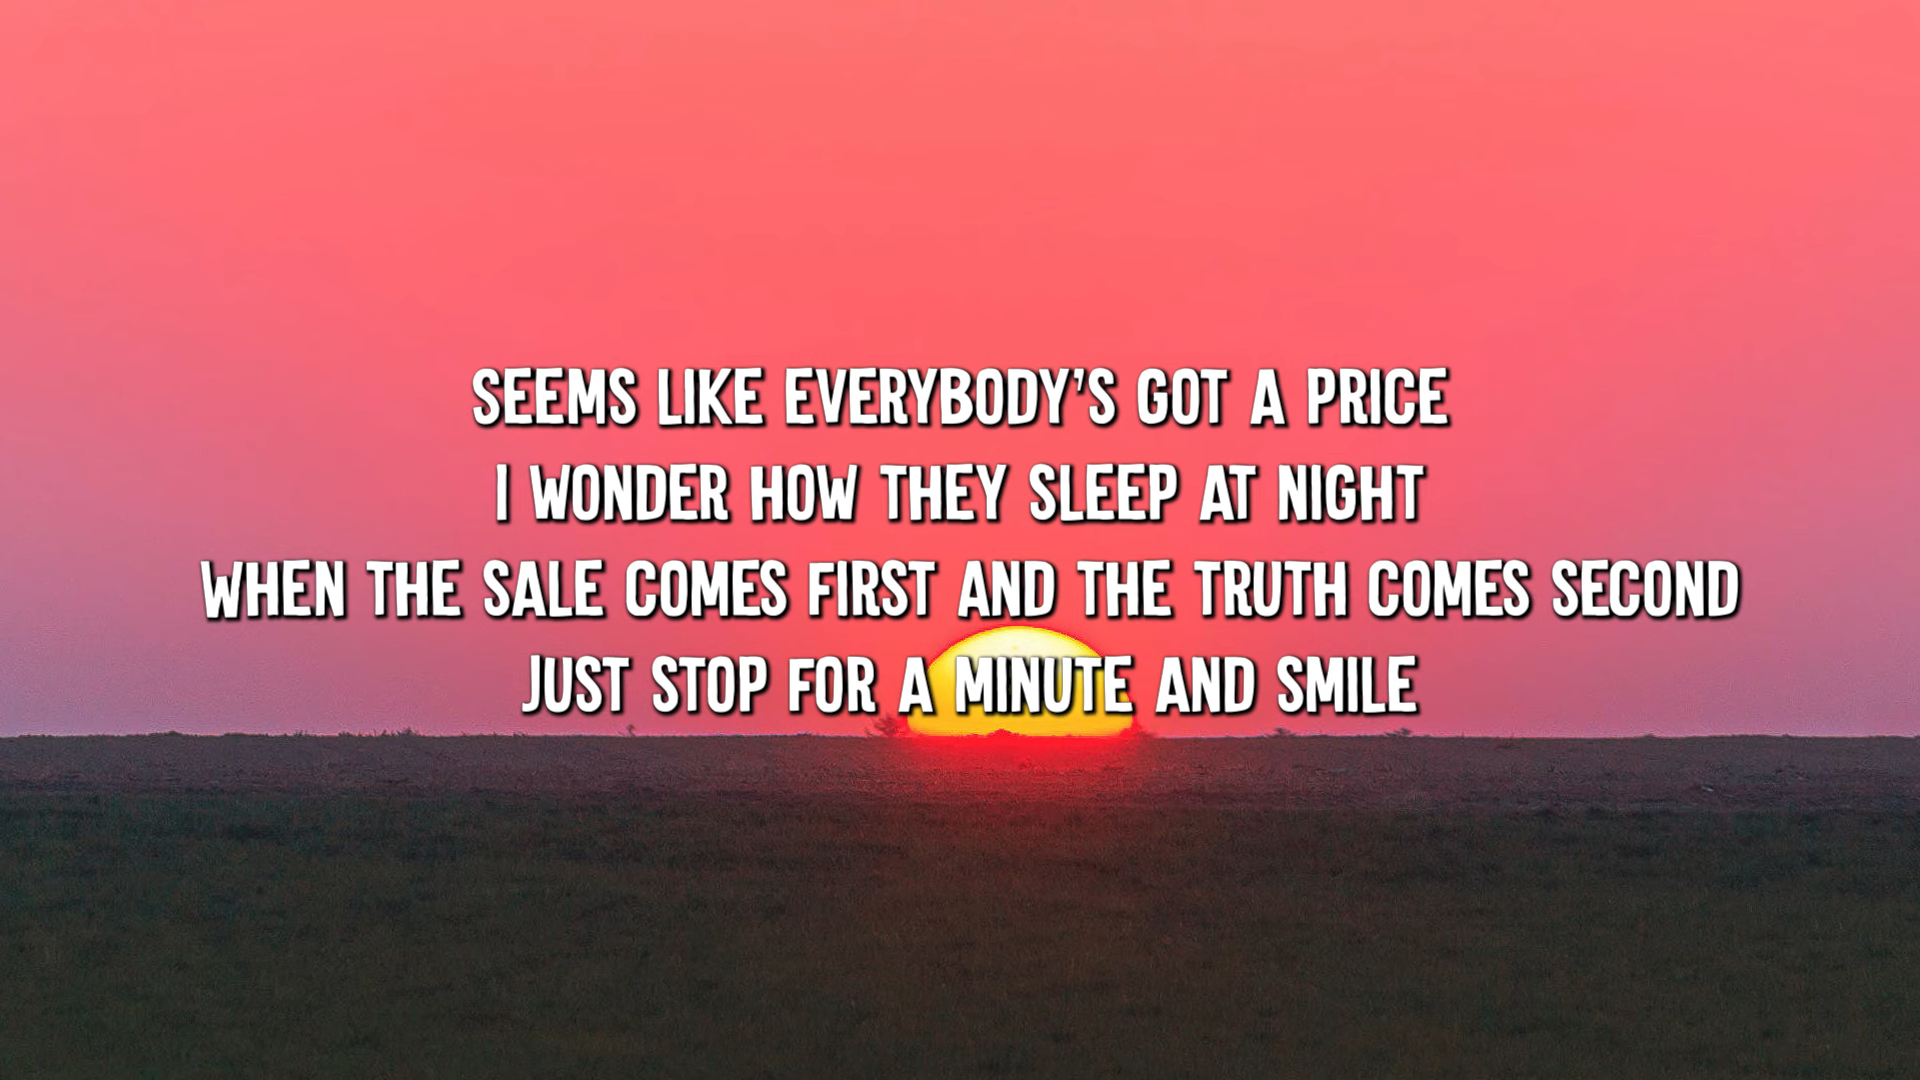 SEEMS LIKE EVERYBODY'S GOT A PRICE
I WONDER HOW THEY SLEEP AT NIGHT
WHEN THE SALE COMES FIRST AND THE TRUTH COMES SECOND
JUST STOP FOR A MINUTE AND SMILE